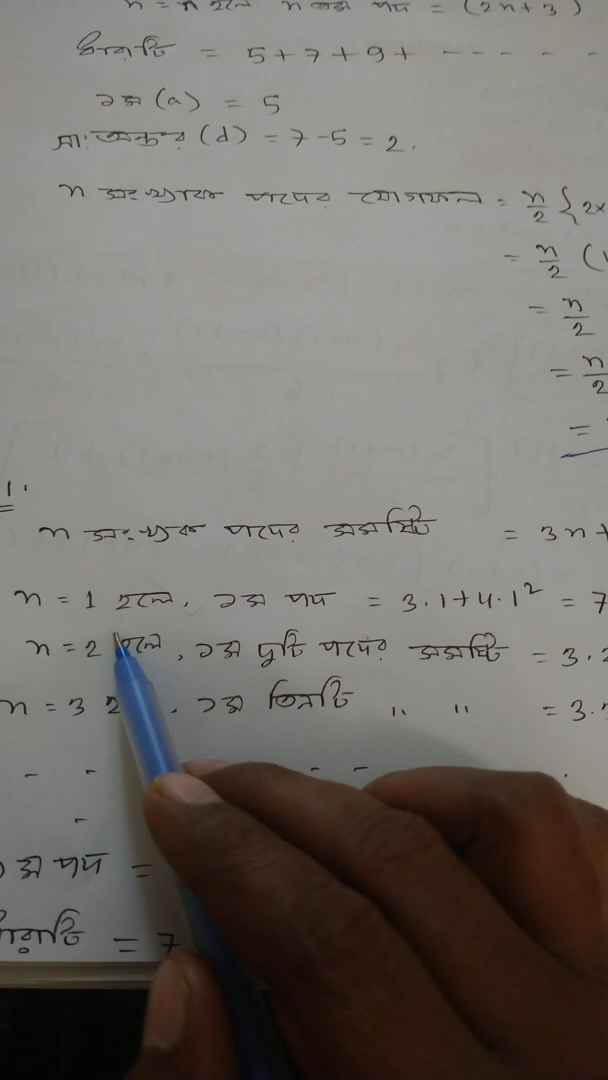 n = n হলে n তম পদ = (2n+3)
ধারাটি = 5+7+9+ - - - - - -
১ম (a) = 5
সা: অন্তর (d) = 7-5 = 2.
n সংখ্যক পদের যোগফল = n/2 {2×
= n/2 (1
= n/2
= n/2
=
1.
n সংখ্যক পদের সমষ্টি = 3n+
n = 1 হলে, ১ম পদ = 3.1+4.1² = 7
n = 2 হলে, ১ম দুটি পদের সমষ্টি = 3.2
n = 3 হ , ১ম তিনটি ,, ,, = 3.
- - - -
-
ম পদ =
ধারাটি = 7